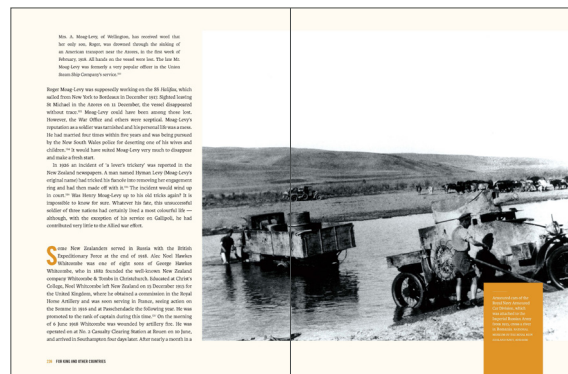 Mrs. A. Moag-Levy, of Wellington, has received word that
her only son, Roger, was drowned through the sinking of
an American transport near the Azores, in the first week of
February, 1918. All hands on the vessel were lost. The late Mr.
Moag-Levy was formerly a very popular officer in the Union
Steam Ship Company's service.
Roger Moag-Levy was supposedly working on the SS Halifax, which
sailed from New York to Bordeaux in December 1917. Sighted leaving
St Michael in the Azores on 12 December, the vessel disappeared
without trace. Moag-Levy could have been among those lost.
However, the War Office and others were sceptical. Moag-Levy's
reputation as a soldier was tarnished and his personal life was a mess.
He had married four times within five years and was being pursued
by the New South Wales police for deserting one of his wives and
children. It would have suited Moag-Levy very much to disappear
and make a fresh start.
In 1926 an incident of 'a lover's trickery' was reported in the
New Zealand newspapers. A man named Hyman Levy (Moag-Levy's
original name) had tricked his fiancée into removing her engagement
ring and had then made off with it. The incident would wind up
in court. Was Henry Moag-Levy up to his old tricks again? It is
impossible to know for sure. Whatever his fate, this unsuccessful
soldier of three nations had certainly lived a most colourful life —
although, with the exception of his service on Gallipoli, he had
contributed very little to the Allied war effort.
Some New Zealanders served in Russia with the British
Expeditionary Force at the end of 1918. Alec Noel Hawkes
Whitcombe was one of eight sons of George Hawkes
Whitcombe, who in 1882 founded the well-known New Zealand
company Whitcombe & Tombs in Christchurch. Educated at Christ's
College, Noel Whitcombe left New Zealand on 13 December 1915 for
the United Kingdom, where he obtained a commission in the Royal
Horse Artillery and was soon serving in France, seeing action on
the Somme in 1916 and at Passchendaele the following year. He was
promoted to the rank of captain during this time. On the morning
of 6 June 1918 Whitcombe was wounded by artillery fire. He was
operated on at No. 2 Casualty Clearing Station at Rouen on 10 June,
and arrived in Southampton four days later. After nearly a month in a
FOR KING AND OTHER COUNTRIES